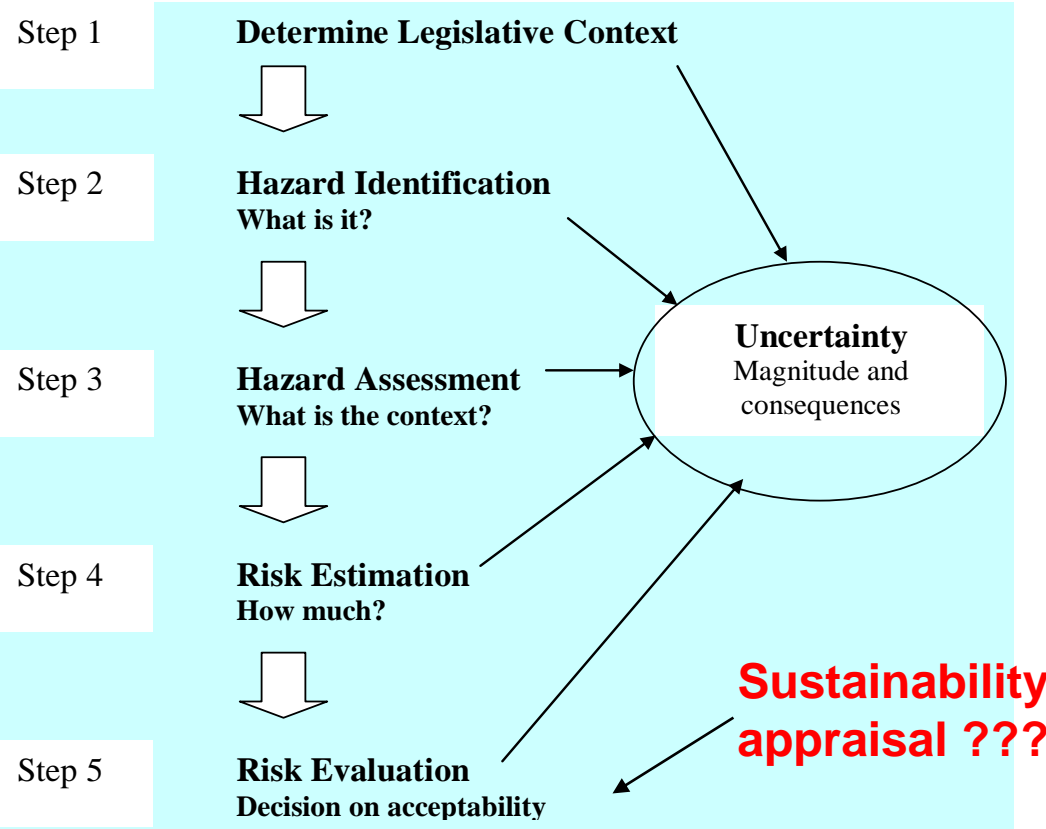 Step 1
Determine Legislative Context
Step 2
Hazard Identification
What is it?
Step 3
Hazard Assessment
What is the context?
Uncertainty
Magnitude and
consequences
Step 4
Risk Estimation
How much?
Step 5
Risk Evaluation
Decision on acceptability
Sustainability
appraisal ???